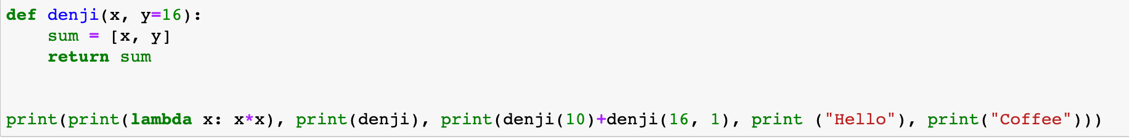 def denji(x, y=16):
    sum = [x, y]
    return sum
print(print(lambda x: x*x), print(denji), print(denji(10)+denji(16, 1), print ("Hello"), print("Coffee")))